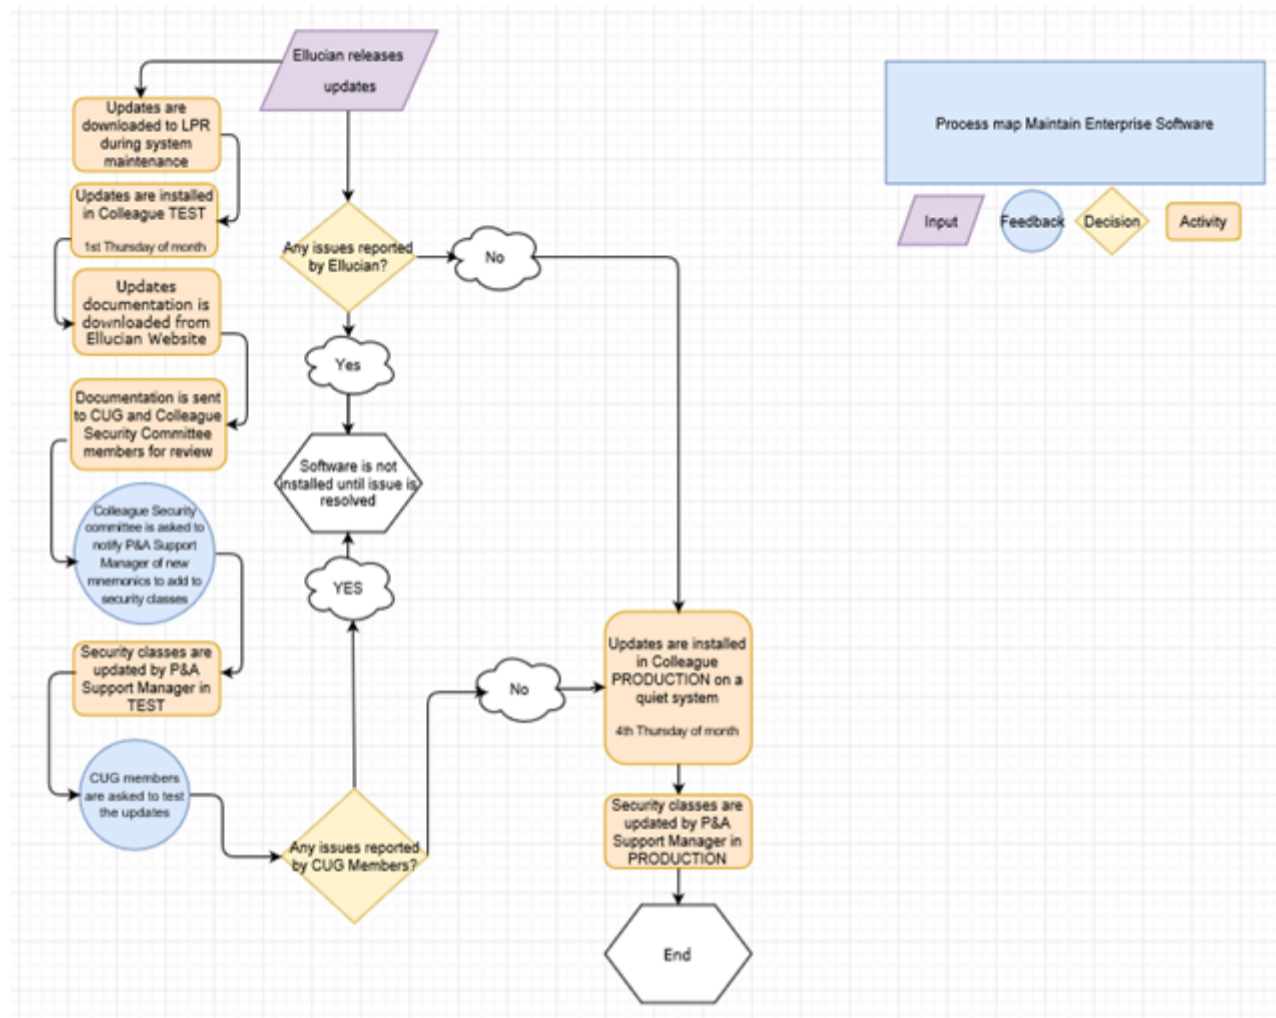 Ellucian releases
updates
Process map Maintain Enterprise Software
Input
Feedback
Decision
Activity
Updates are
downloaded to LPR
during system
maintenance
Updates are installed
in Colleague TEST
1st Thursday of month
Updates
documentation is
downloaded from
Ellucian Website
Documentation is sent
to CUG and Colleague
Security Committee
members for review
Colleague Security
committee is asked to
notify P&A Support
Manager of new
mnemonics to add to
security classes
Security classes are
updated by P&A
Support Manager in
TEST
CUG members
are asked to test
the updates
Any issues reported
by Ellucian?
No
Yes
Software is not
installed until issue is
resolved
YES
Any issues reported
by CUG Members?
No
Updates are installed
in Colleague
PRODUCTION on a
quiet system
4th Thursday of month
Security classes are
updated by P&A
Support Manager in
PRODUCTION
End